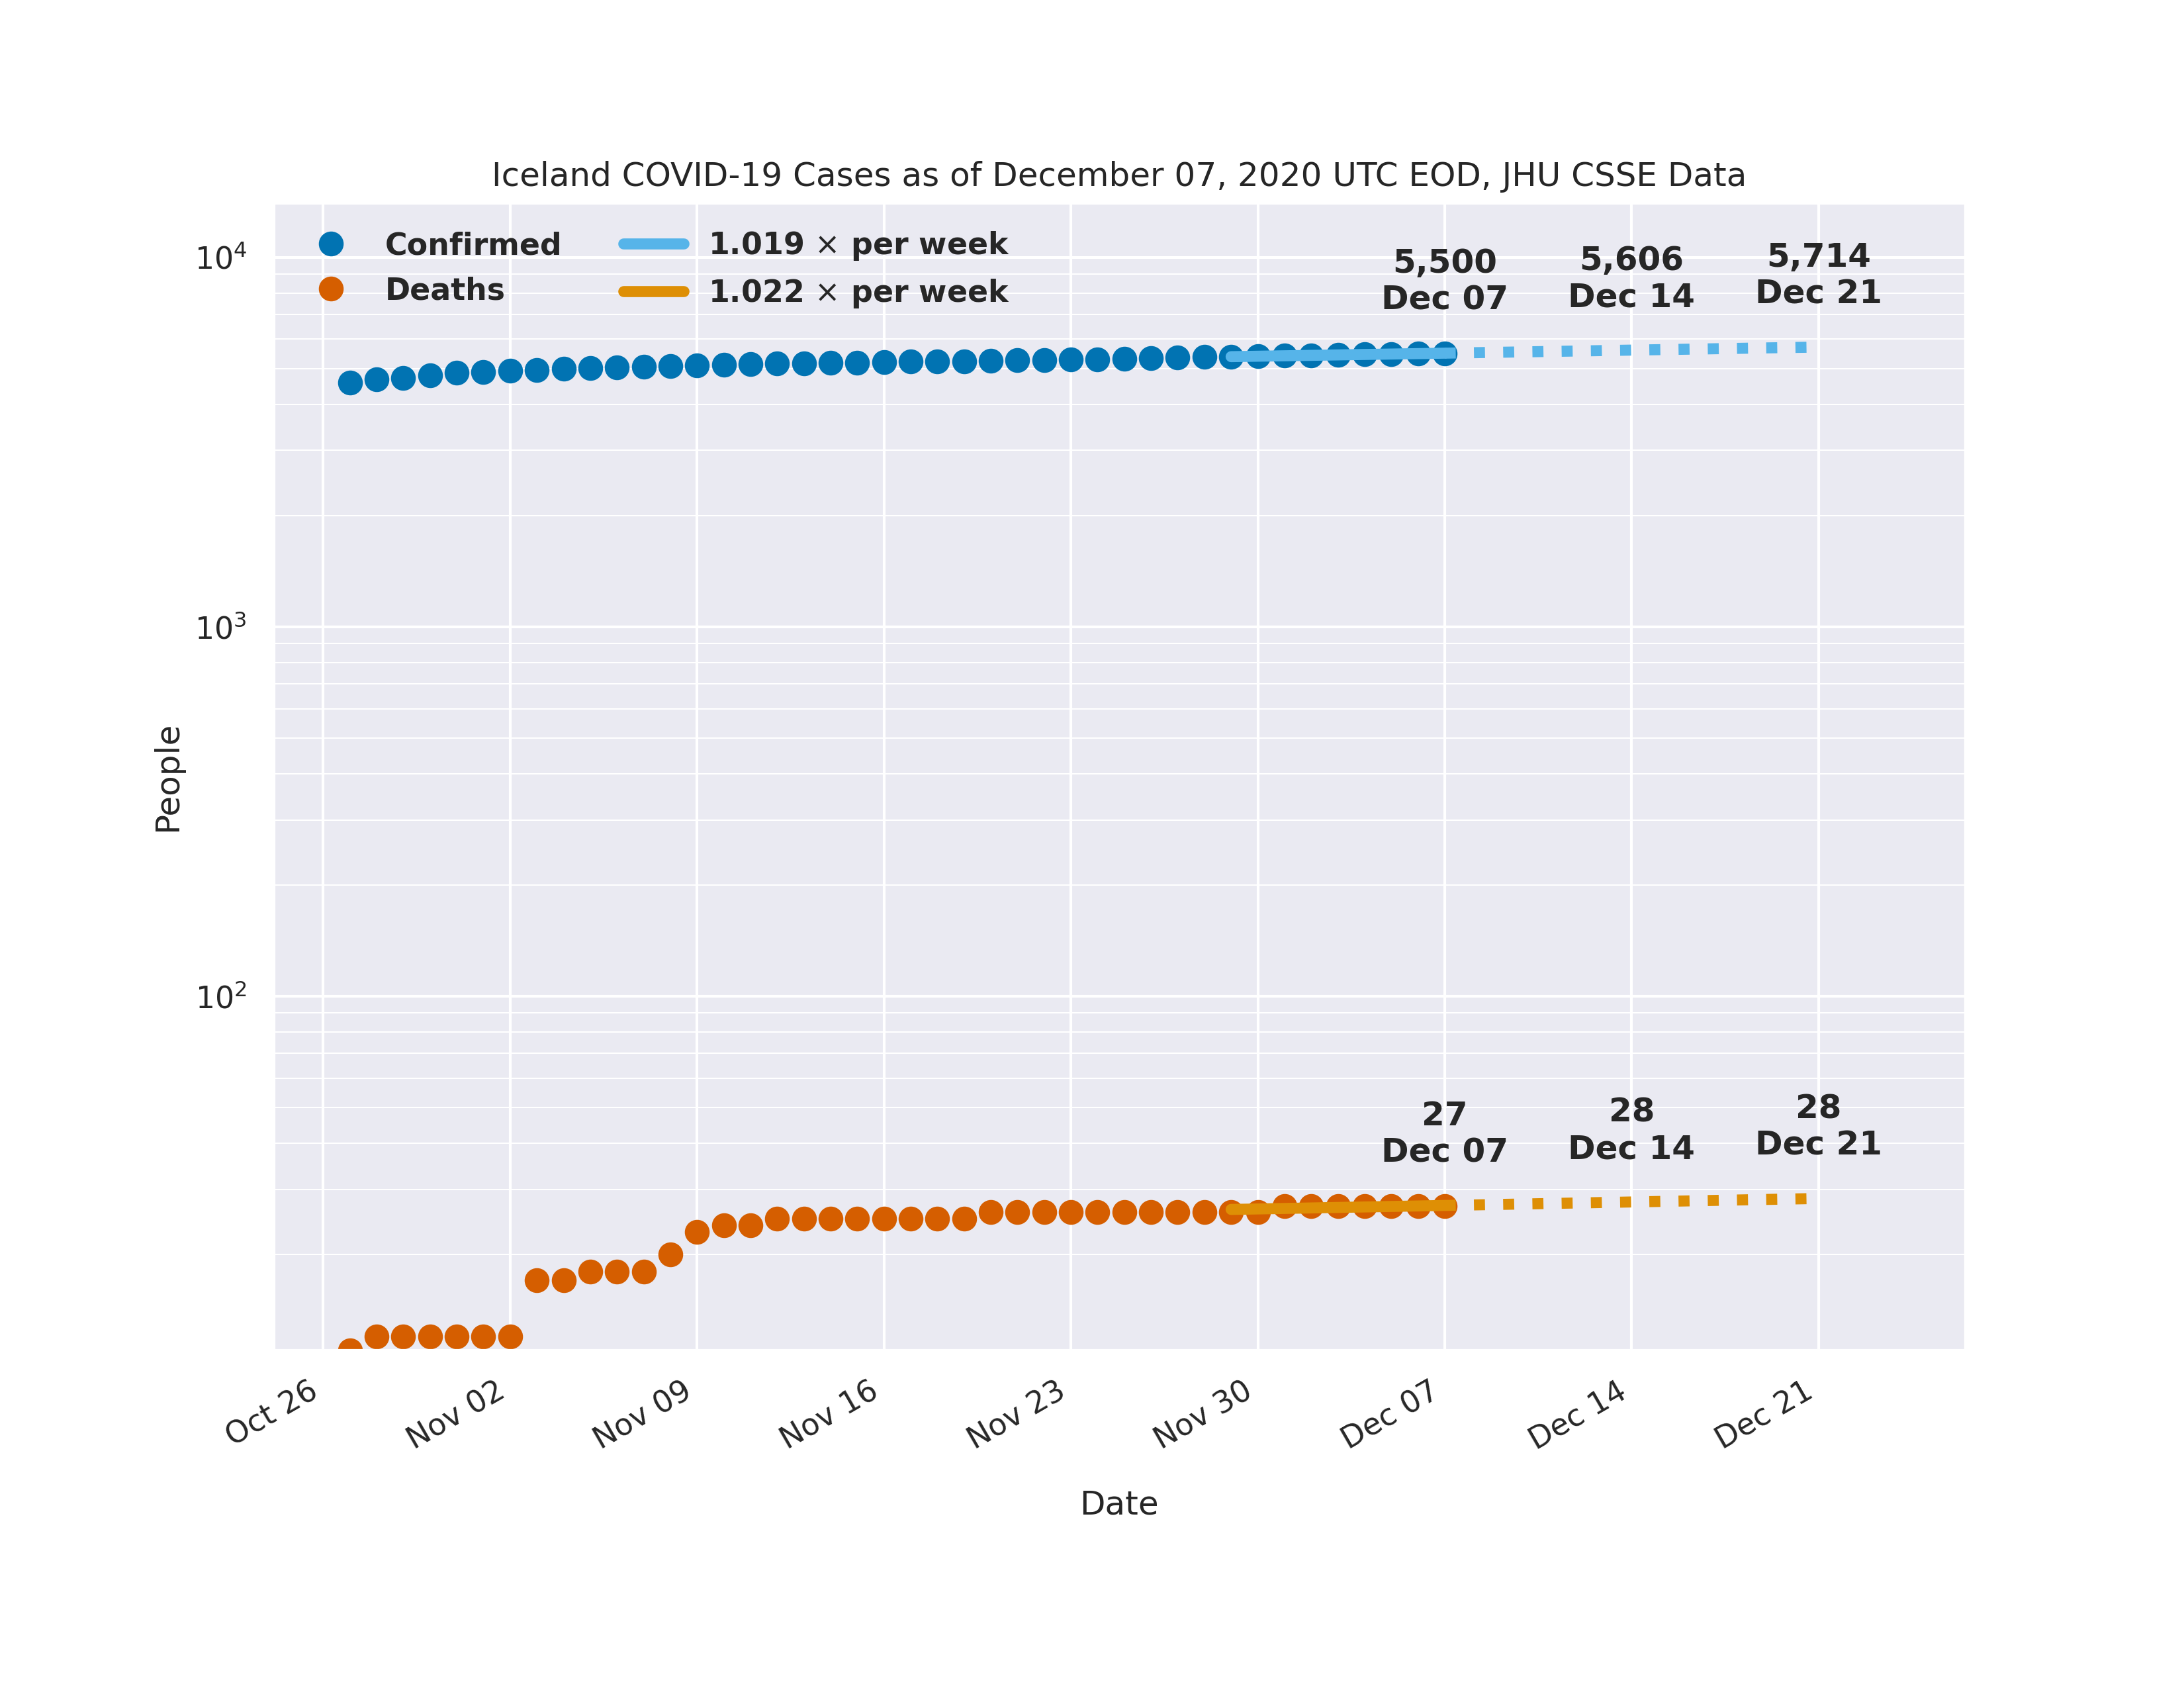 Iceland COVID-19 Cases as of December 07, 2020 UTC EOD, JHU CSSE Data
Confirmed
Deaths
1.019 × per week
1.022 × per week
5,500
Dec 07
5,606
Dec 14
5,714
Dec 21
10⁴
10³
10²
People
27
Dec 07
28
Dec 14
28
Dec 21
Oct 26
Nov 02
Nov 09
Nov 16
Nov 23
Nov 30
Dec 07
Dec 14
Dec 21
Date